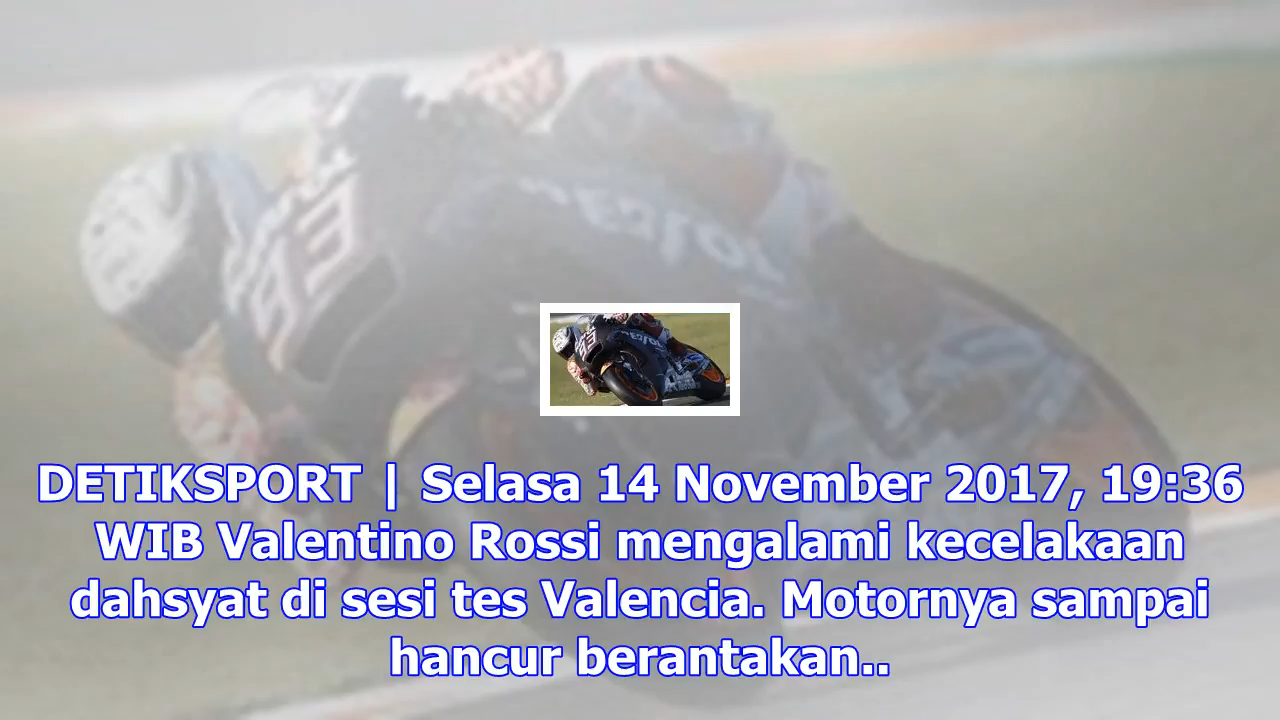 DETIKSPORT | Selasa 14 November 2017, 19:36
WIB Valentino Rossi mengalami kecelakaan
dahsyat di sesi tes Valencia. Motornya sampai
hancur berantakan..
93